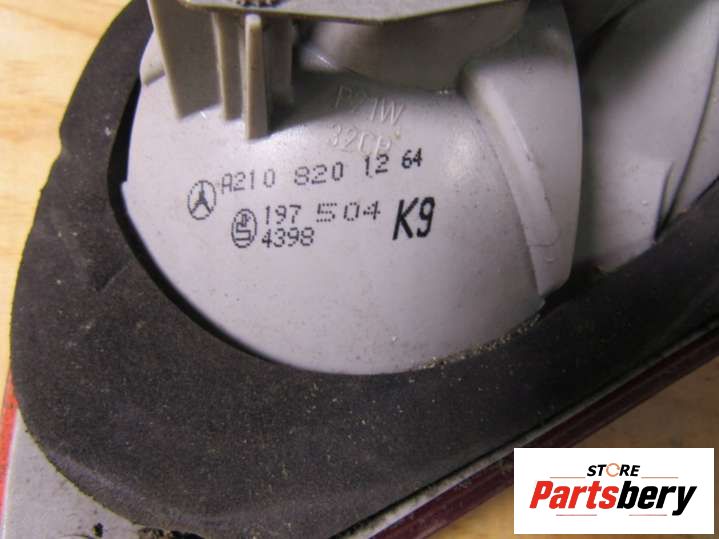 P21W
32CP
A210 820 12 64
197 504 K9
4398
STORE
Partsbery